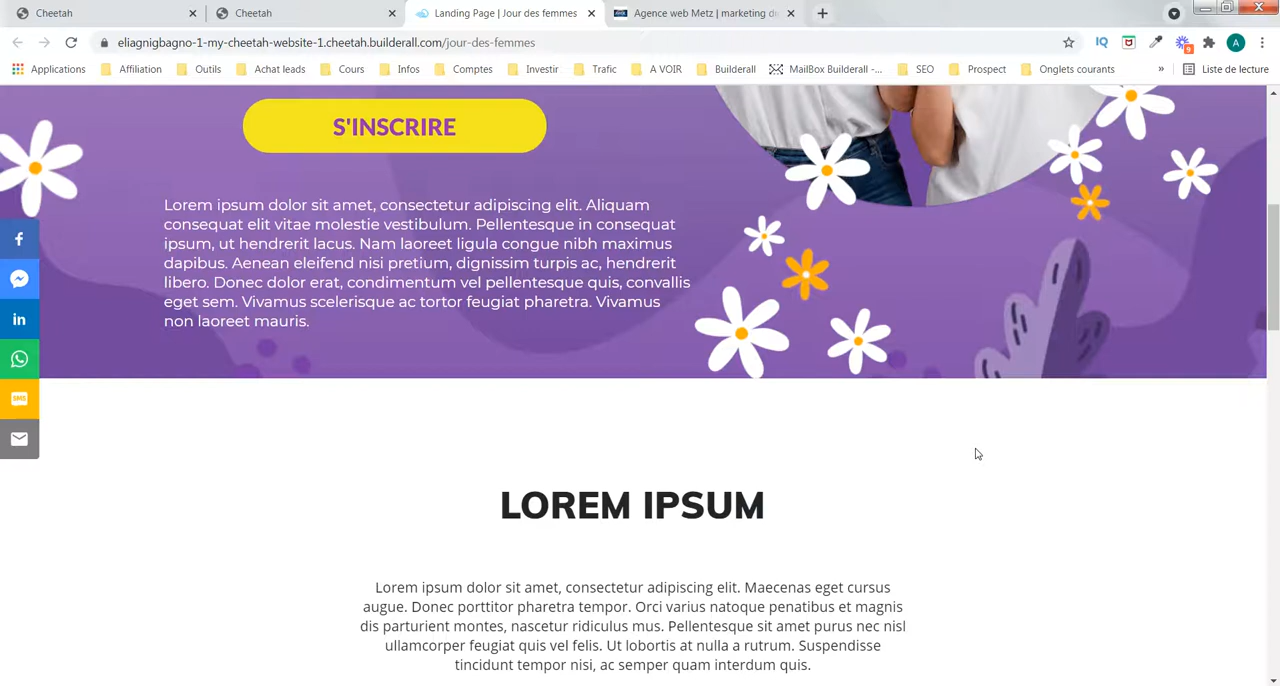 Cheetah
Cheetah
Landing Page | Jour des femmes
Agence web Metz | marketing di
eliagnigbagno-1-my-cheetah-website-1.cheetah.builderall.com/jour-des-femmes
IQ
9
A
Applications
Affiliation
Outils
Achat leads
Cours
Infos
Comptes
Investir
Trafic
A VOIR
Builderall
MailBox Builderall -...
SEO
Prospect
Onglets courants
»
Liste de lecture
S'INSCRIRE
Lorem ipsum dolor sit amet, consectetur adipiscing elit. Aliquam
consequat elit vitae molestie vestibulum. Pellentesque in consequat
ipsum, ut hendrerit lacus. Nam laoreet ligula congue nibh maximus
dapibus. Aenean eleifend nisi pretium, dignissim turpis ac, hendrerit
libero. Donec dolor erat, condimentum vel pellentesque quis, convallis
eget sem. Vivamus scelerisque ac tortor feugiat pharetra. Vivamus
non laoreet mauris.
SMS
LOREM IPSUM
Lorem ipsum dolor sit amet, consectetur adipiscing elit. Maecenas eget cursus
augue. Donec porttitor pharetra tempor. Orci varius natoque penatibus et magnis
dis parturient montes, nascetur ridiculus mus. Pellentesque sit amet purus nec nisl
ullamcorper feugiat quis vel felis. Ut lobortis at nulla a rutrum. Suspendisse
tincidunt tempor nisi, ac semper quam interdum quis.